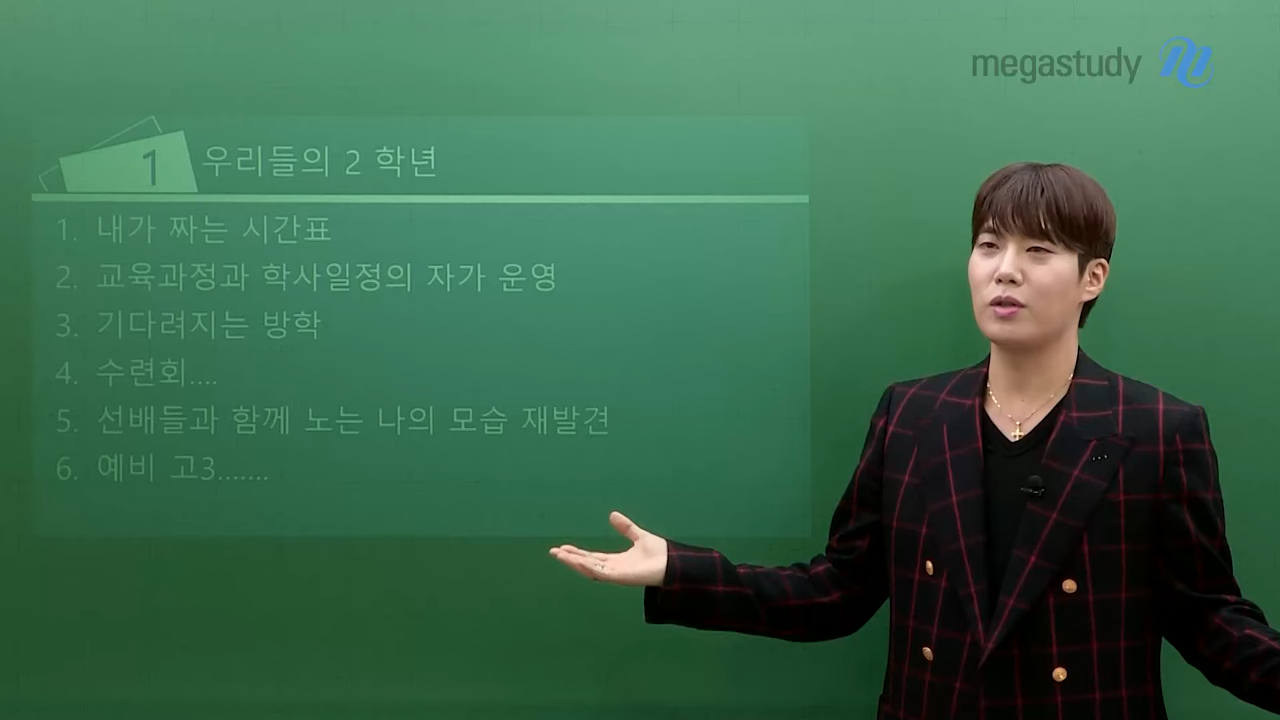 megastudy
1 우리들의 2 학년
1. 내가 짜는 시간표
2. 교육과정과 학사일정의 자가 운영
3. 기다려지는 방학
4. 수련회....
5. 선배들과 함께 노는 나의 모습 재발견
6. 예비 고3.......